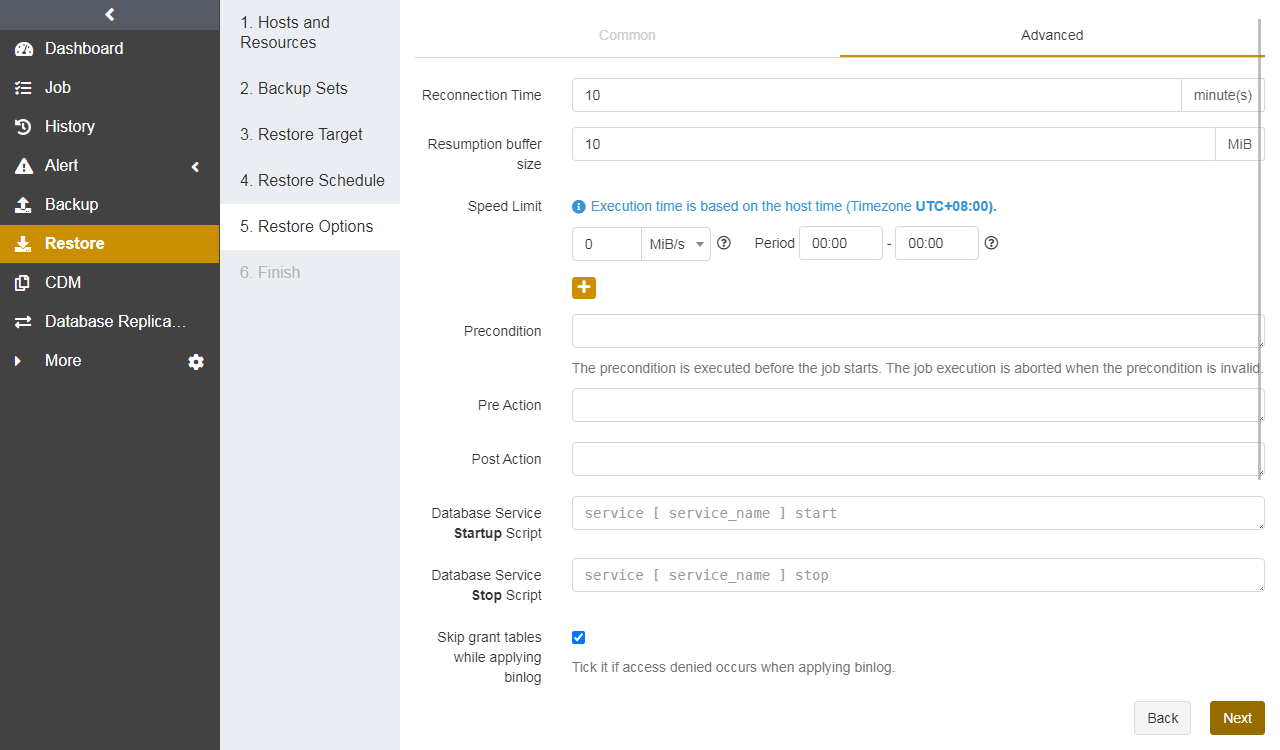 Dashboard
Job
History
Alert
Backup
Restore
CDM
Database Replica...
More
1. Hosts and
Resources
2. Backup Sets
3. Restore Target
4. Restore Schedule
5. Restore Options
6. Finish
Common
Advanced
Reconnection Time
10
minute(s)
Resumption buffer
size
10
MiB
Speed Limit
Execution time is based on the host time (Timezone UTC+08:00).
0
MiB/s
Period
00:00
-
00:00
Precondition
The precondition is executed before the job starts. The job execution is aborted when the precondition is invalid.
Pre Action
Post Action
Database Service
Startup Script
service [ service_name ] start
Database Service
Stop Script
service [ service_name ] stop
Skip grant tables
while applying
binlog
Tick it if access denied occurs when applying binlog.
Back
Next